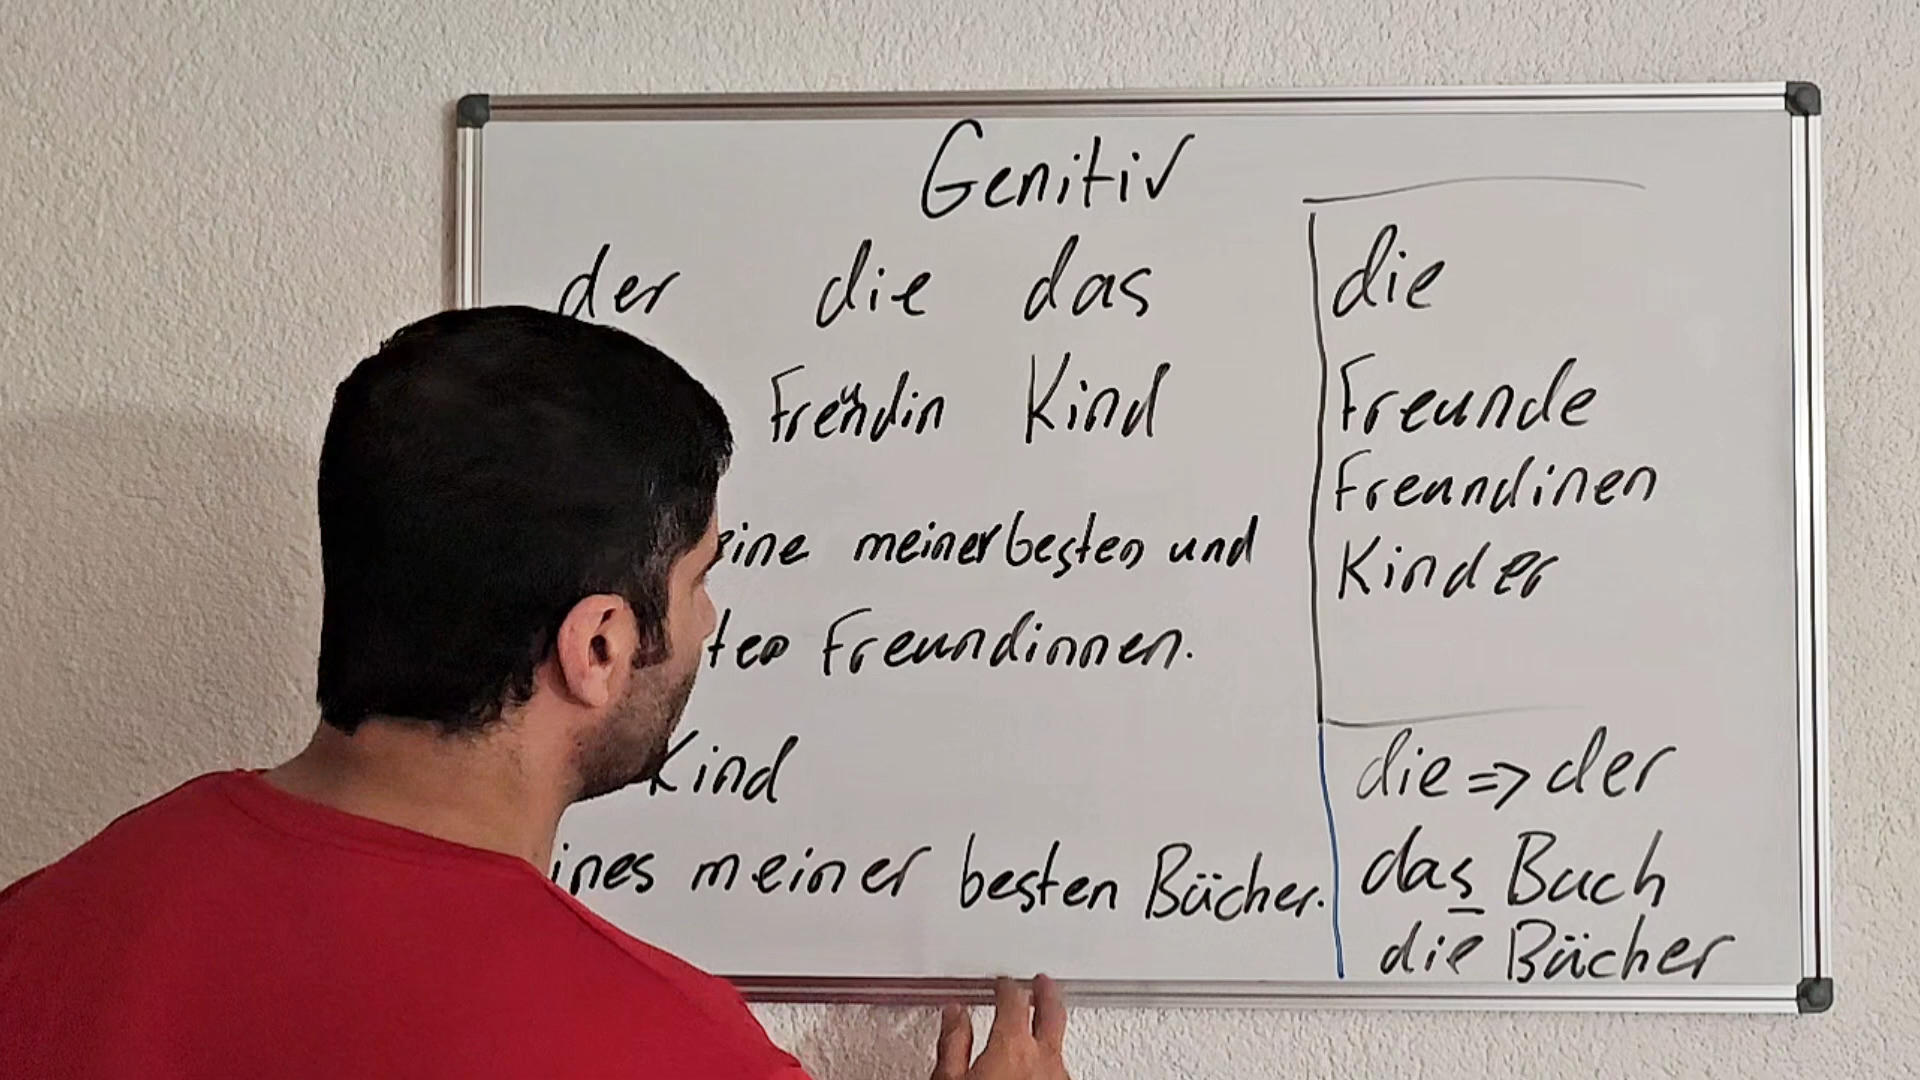 Genitiv
der die das
Freundin Kind
eine meiner besten und
Freundinnen.
Kind
ines meiner besten Bücher.
die
Freunde
Freundinen
Kinder
die => der
das Buch
die Bücher